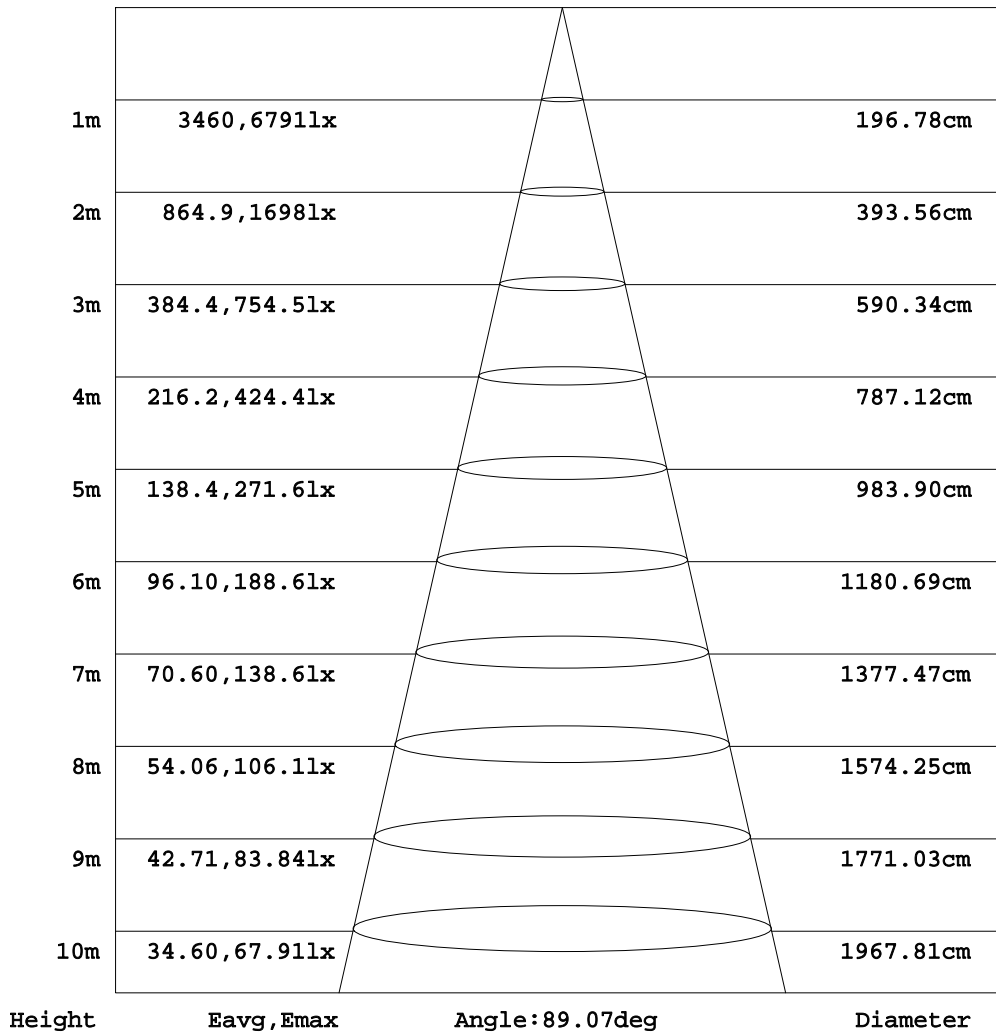 1m 3460,6791lx 196.78cm
2m 864.9,1698lx 393.56cm
3m 384.4,754.5lx 590.34cm
4m 216.2,424.4lx 787.12cm
5m 138.4,271.6lx 983.90cm
6m 96.10,188.6lx 1180.69cm
7m 70.60,138.6lx 1377.47cm
8m 54.06,106.1lx 1574.25cm
9m 42.71,83.84lx 1771.03cm
10m 34.60,67.91lx 1967.81cm
Height Eavg,Emax Angle:89.07deg Diameter